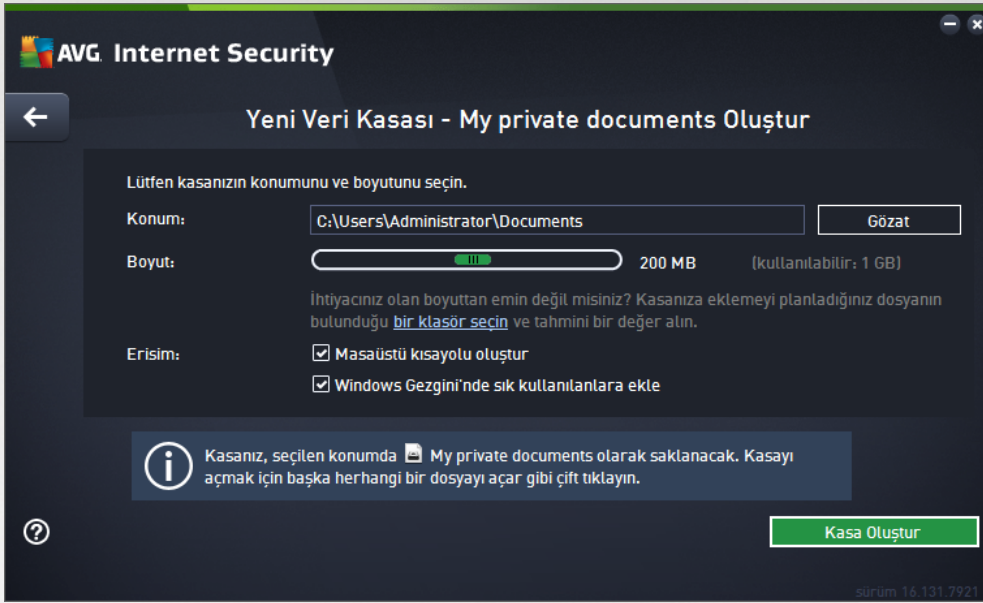 AVG Internet Security
Yeni Veri Kasası - My private documents Oluştur
Lütfen kasanızın konumunu ve boyutunu seçin.
Konum: C:\Users\Administrator\Documents Gözat
Boyut: 200 MB (kullanılabilir: 1 GB)
İhtiyacınız olan boyuttan emin değil misiniz? Kasanıza eklemeyi planladığınız dosyanın
bulunduğu bir klasör seçin ve tahmini bir değer alın.
Erisim: Masaüstü kısayolu oluştur
Windows Gezgini'nde sık kullanılanlara ekle
Kasanız, seçilen konumda My private documents olarak saklanacak. Kasayı
açmak için başka herhangi bir dosyayı açar gibi çift tıklayın.
Kasa Oluştur
sürüm 16.131.7921